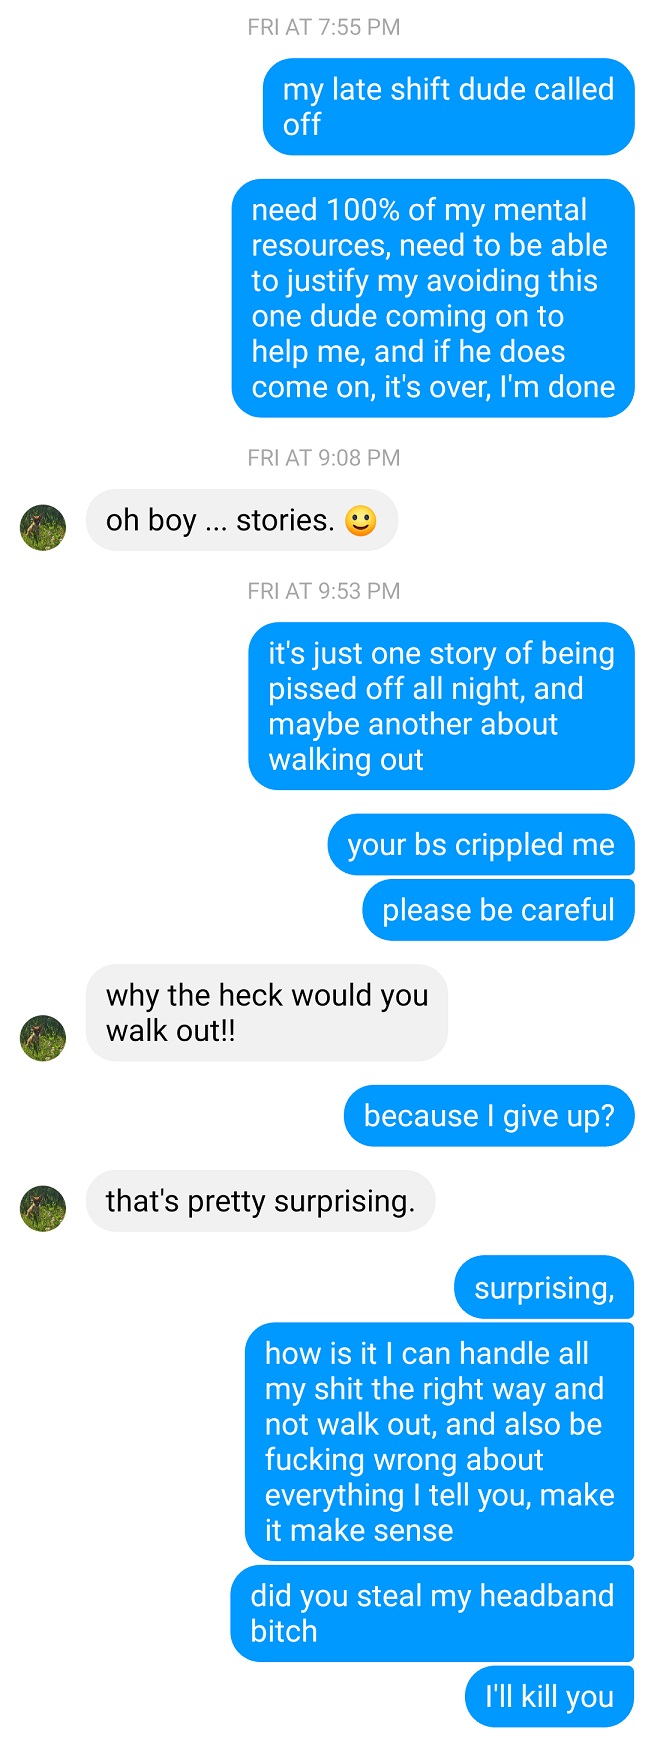 FRI AT 7:55 PM
my late shift dude called
off
need 100% of my mental
resources, need to be able
to justify my avoiding this
one dude coming on to
help me, and if he does
come on, it's over, I'm done
FRI AT 9:08 PM
oh boy ... stories. 🙂
FRI AT 9:53 PM
it's just one story of being
pissed off all night, and
maybe another about
walking out
your bs crippled me
please be careful
why the heck would you
walk out!!
because I give up?
that's pretty surprising.
surprising,
how is it I can handle all
my shit the right way and
not walk out, and also be
fucking wrong about
everything I tell you, make
it make sense
did you steal my headband
bitch
I'll kill you